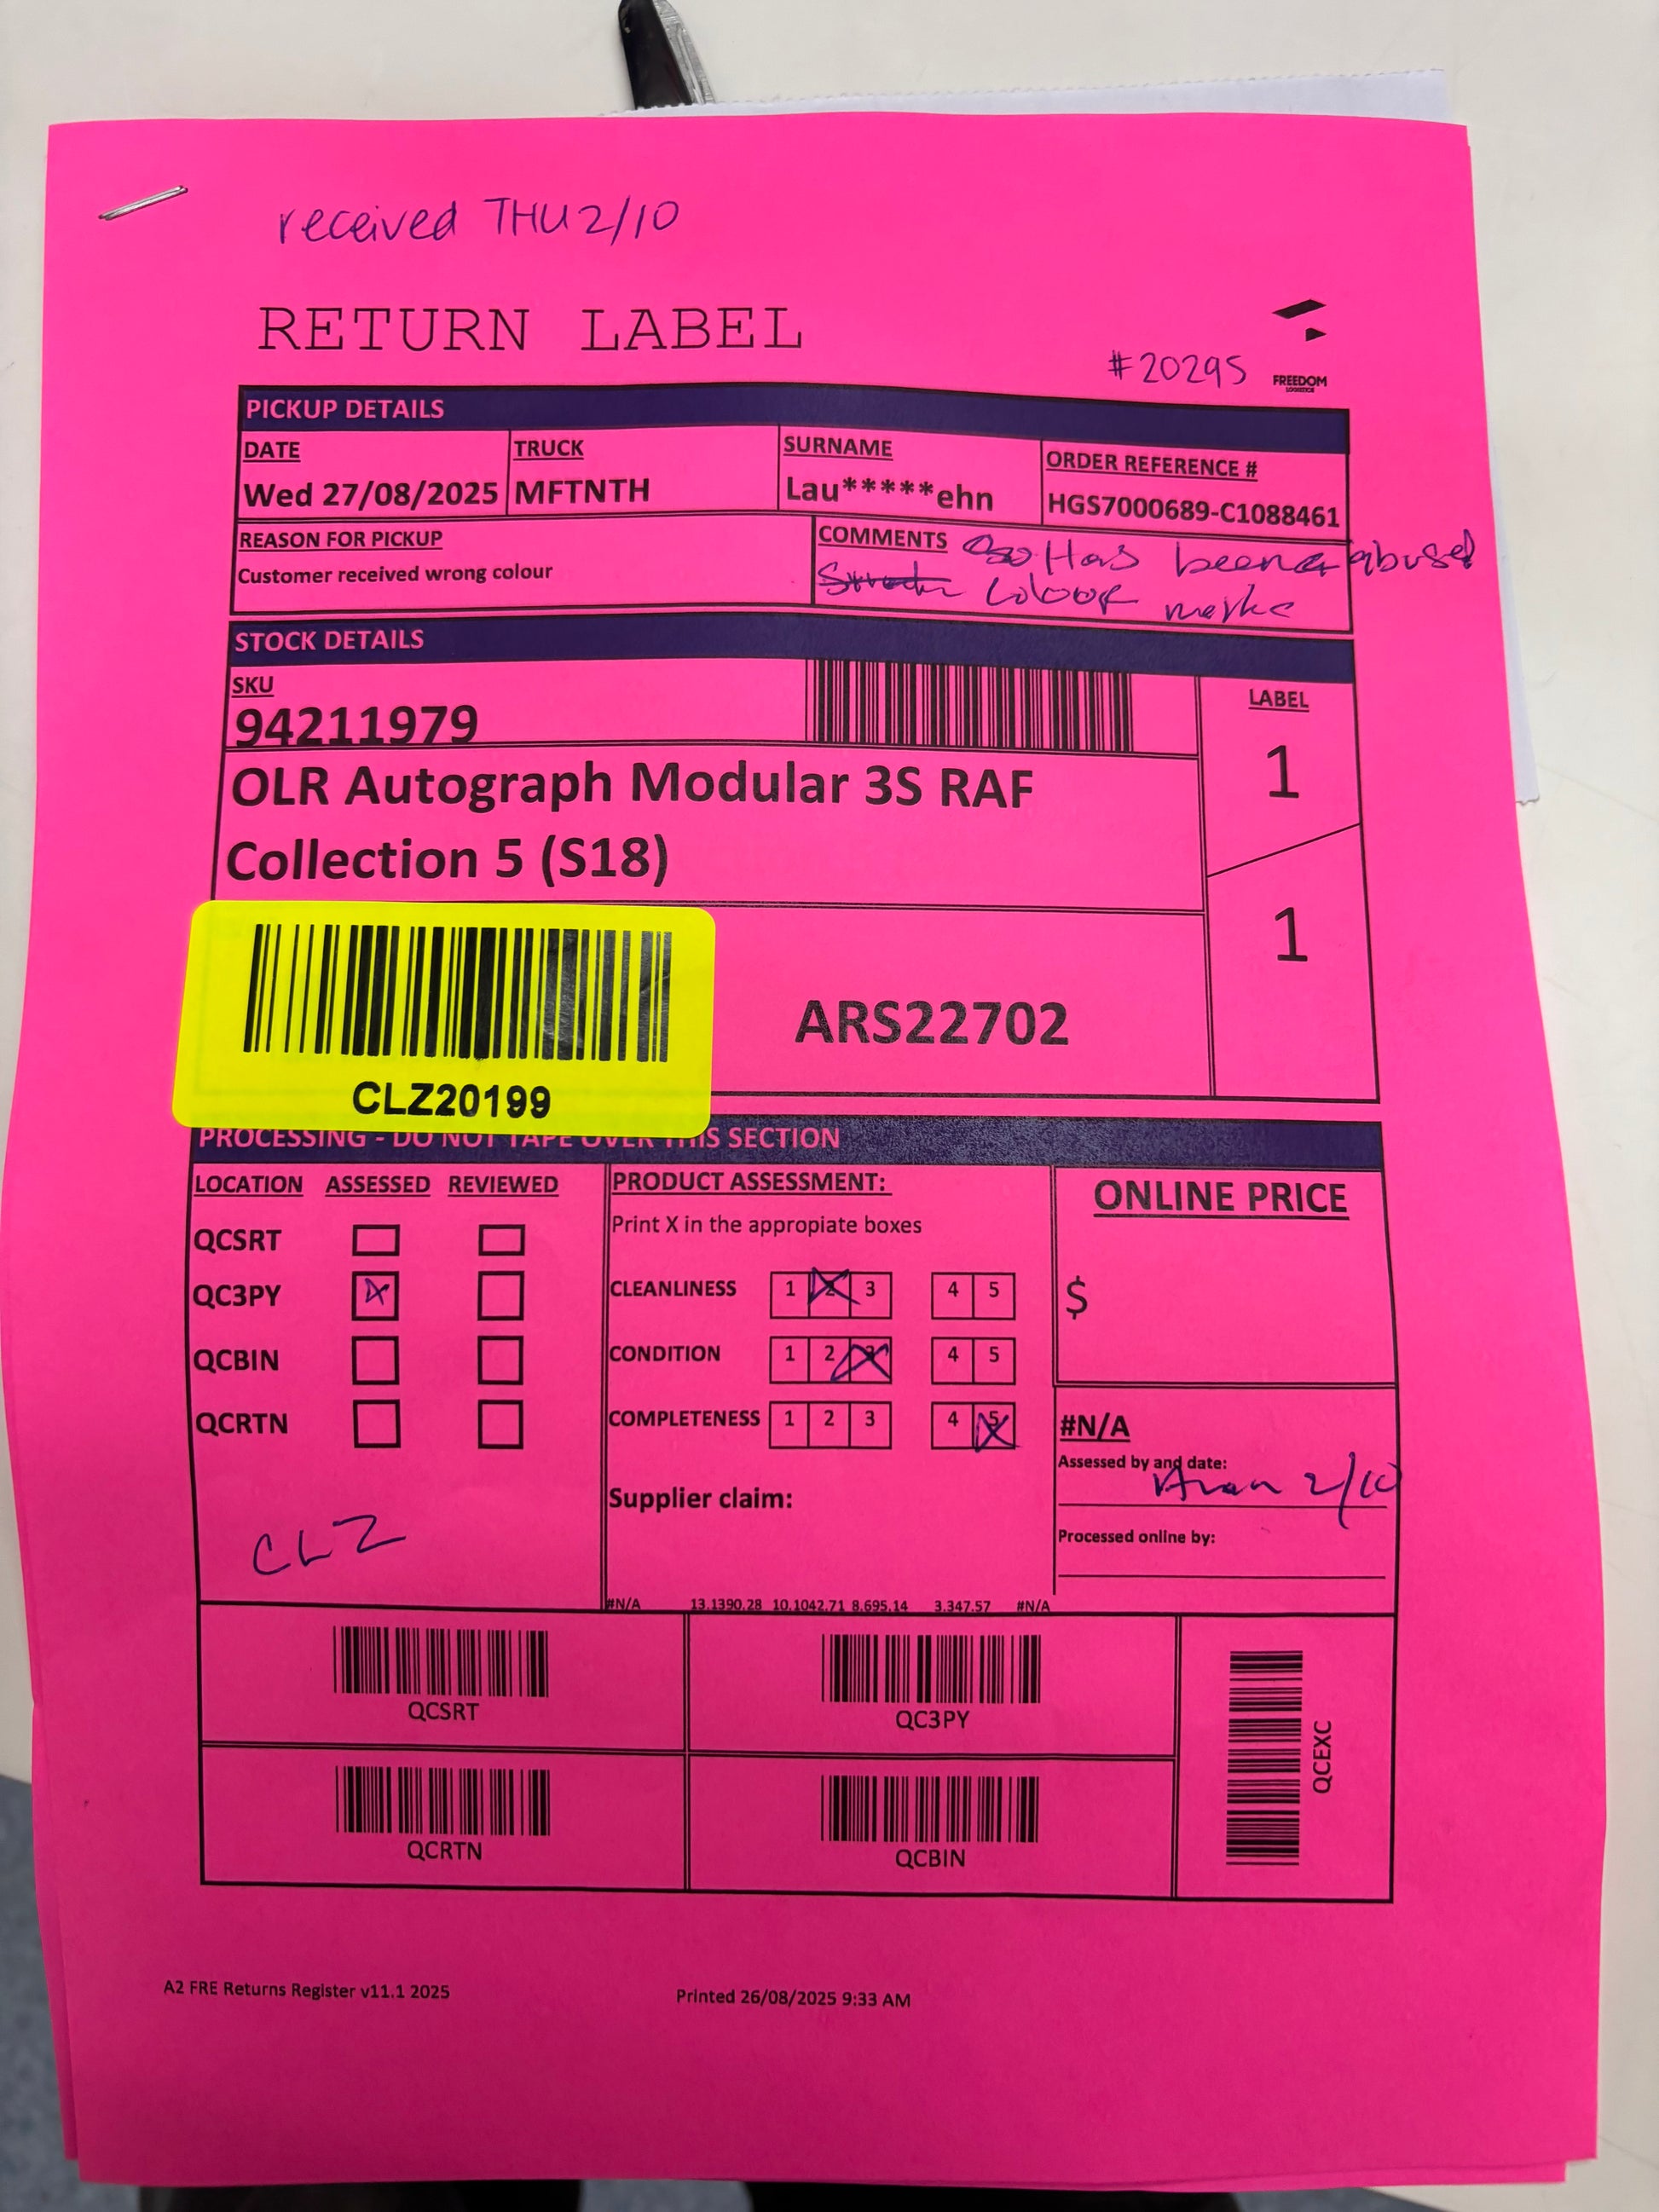 received THU 2/10
RETURN LABEL
#20295
FREEDOM
LOGISTICS
PICKUP DETAILS
DATE TRUCK SURNAME ORDER REFERENCE #
Wed 27/08/2025 MFTNTH Lau*****ehn HGS7000689-C1088461
REASON FOR PICKUP COMMENTS
Has been abused
Customer received wrong colour
colour marks
STOCK DETAILS
SKU
94211979
LABEL
1
1
OLR Autograph Modular 3S RAF
Collection 5 (S18)
ARS22702
CLZ20199
PROCESSING - DO NOT TAPE OVER THIS SECTION
LOCATION ASSESSED REVIEWED
QCSRT
QC3PY X
QCBIN
QCRTN
CLZ
PRODUCT ASSESSMENT:
Print X in the appropiate boxes
CLEANLINESS 1 2 3 4 5
CONDITION 1 2 3 4 5
COMPLETENESS 1 2 3 4 5
Supplier claim:
ONLINE PRICE
$
#N/A
Assessed by and date:
2/10
Processed online by:
#N/A 13.1390.28 10.1042.71 8.695.14 3.347.57 #N/A
QCSRT
QC3PY
QCEXC
QCRTN
QCBIN
A2 FRE Returns Register v11.1 2025
Printed 26/08/2025 9:33 AM